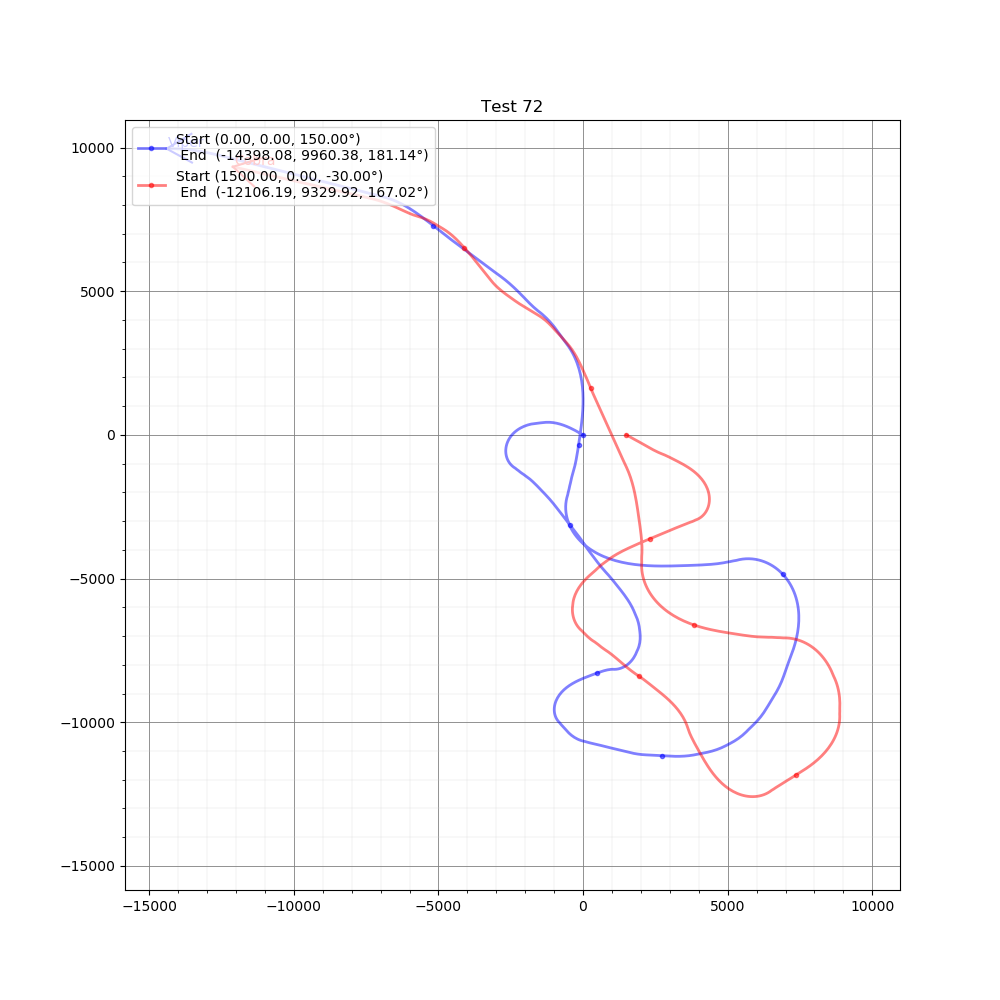 Test 72
Start (0.00, 0.00, 150.00°)
End (-14398.08, 9960.38, 181.14°)
Start (1500.00, 0.00, -30.00°)
End (-12106.19, 9329.92, 167.02°)
10000
5000
0
−5000
−10000
−15000
−15000 −10000 −5000 0 5000 10000